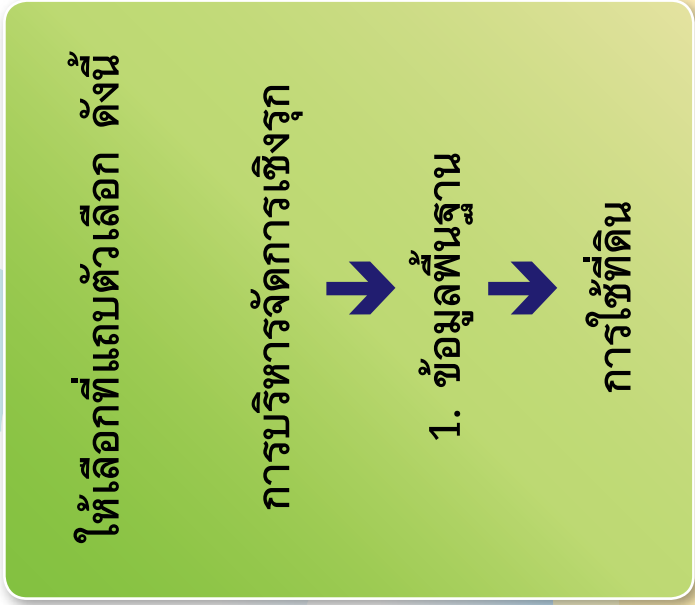 ให้เลือกที่แถบตัวเลือก ดังนี้
การบริหารจัดการเชิงรุก
1. ข้อมูลพื้นฐาน
การใช้ที่ดิน